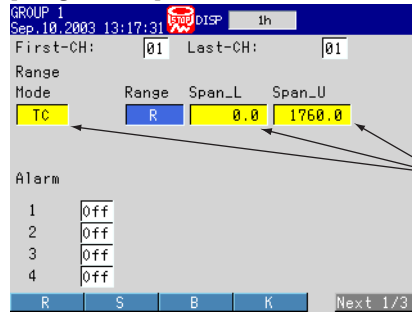 GROUP 1
Sep.10.2003 13:17:31 STOP DISP 1h
First-CH: 01 Last-CH: 01
Range
Mode Range Span_L Span_U
TC R 0.0 1760.0
Alarm
1 Off
2 Off
3 Off
4 Off
R S B K Next 1/3